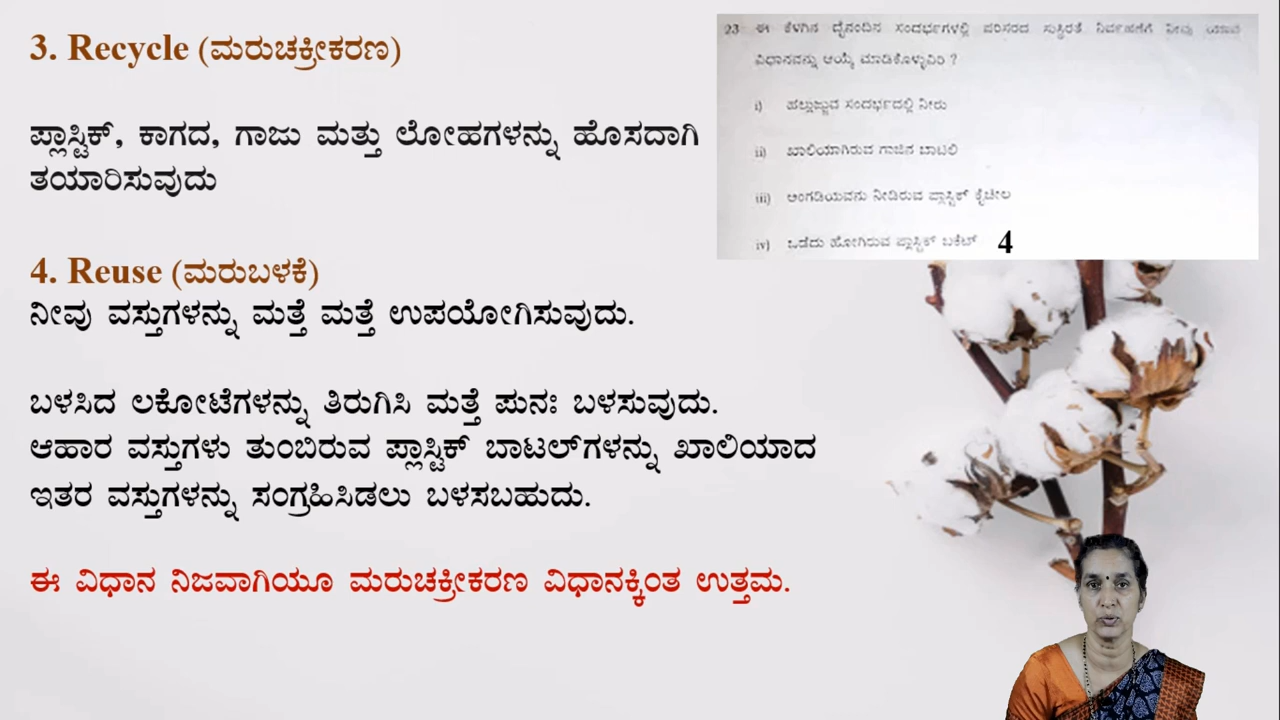 3. Recycle (ಮರುಚಕ್ರೀಕರಣ)
ಪ್ಲಾಸ್ಟಿಕ್, ಕಾಗದ, ಗಾಜು ಮತ್ತು ಲೋಹಗಳನ್ನು ಹೊಸದಾಗಿ
ತಯಾರಿಸುವುದು
4. Reuse (ಮರುಬಳಕೆ)
ನೀವು ವಸ್ತುಗಳನ್ನು ಮತ್ತೆ ಮತ್ತೆ ಉಪಯೋಗಿಸುವುದು.
ಬಳಸಿದ ಲಕೋಟೆಗಳನ್ನು ತಿರುಗಿಸಿ ಮತ್ತೆ ಪುನಃ ಬಳಸುವುದು.
ಆಹಾರ ವಸ್ತುಗಳು ತುಂಬಿರುವ ಪ್ಲಾಸ್ಟಿಕ್ ಬಾಟಲ್‌ಗಳನ್ನು ಖಾಲಿಯಾದ
ಇತರ ವಸ್ತುಗಳನ್ನು ಸಂಗ್ರಹಿಸಿಡಲು ಬಳಸಬಹುದು.
ಈ ವಿಧಾನ ನಿಜವಾಗಿಯೂ ಮರುಚಕ್ರೀಕರಣ ವಿಧಾನಕ್ಕಿಂತ ಉತ್ತಮ.
23 ಈ ಕೆಳಗಿನ ದೈನಂದಿನ ಸಂದರ್ಭಗಳಲ್ಲಿ ಪರಿಸರದ ಸುಸ್ಥಿರತೆ ನಿರ್ವಹಣೆಗೆ ನೀವು ಯಾವ
ವಿಧಾನವನ್ನು ಆಯ್ಕೆ ಮಾಡಿಕೊಳ್ಳುವಿರಿ ?
i) ಹಲ್ಲುಜ್ಜುವ ಸಂದರ್ಭದಲ್ಲಿ ನೀರು
ii) ಖಾಲಿಯಾಗಿರುವ ಗಾಜಿನ ಬಾಟಲಿ
iii) ಅಂಗಡಿಯವನು ನೀಡಿರುವ ಪ್ಲಾಸ್ಟಿಕ್ ಕೈಚೀಲ
iv) ಒಡೆದು ಹೋಗಿರುವ ಪ್ಲಾಸ್ಟಿಕ್ ಬಕೆಟ್ 4